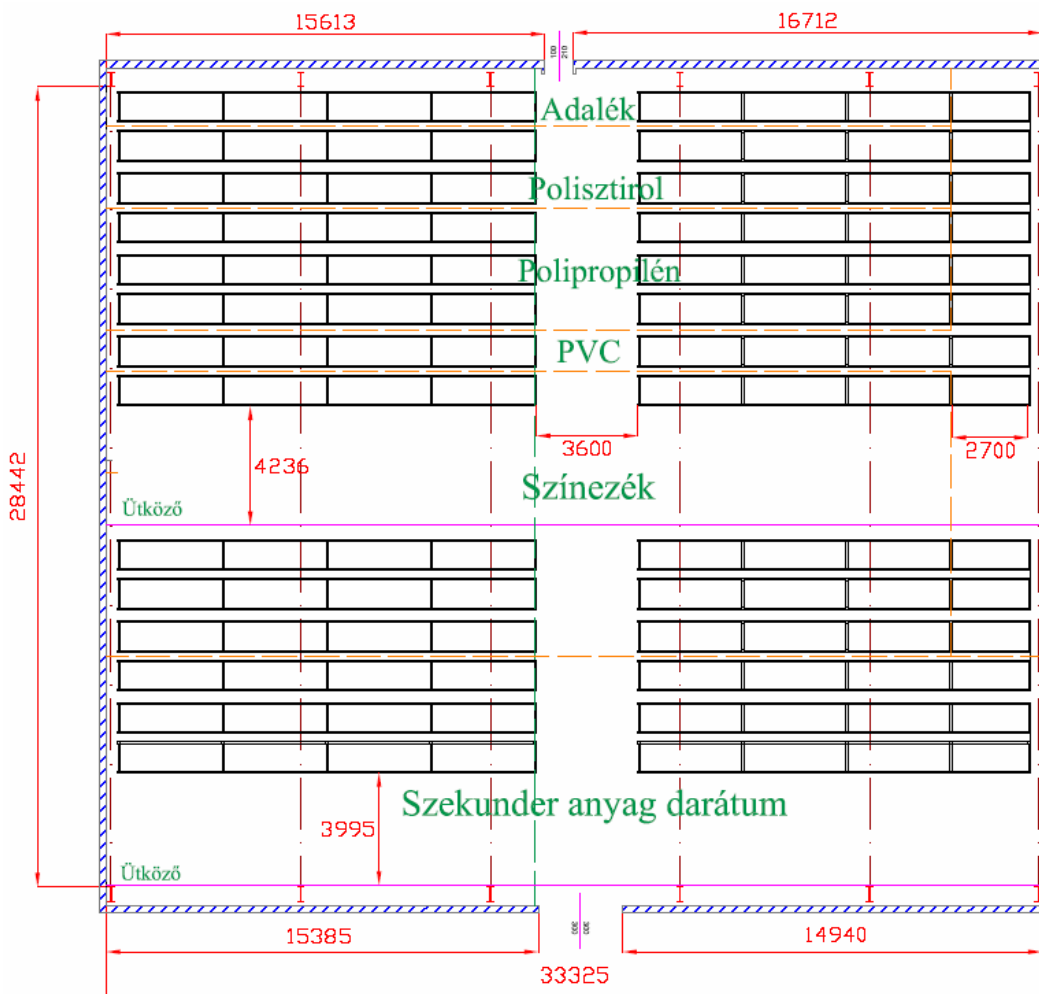 15613
16712
100
210
Adalék
Polisztirol
Polipropilén
PVC
3600
2700
4236
28442
Színezék
Ütköző
Szekunder anyag darátum
3995
Ütköző
300
300
15385
14940
33325